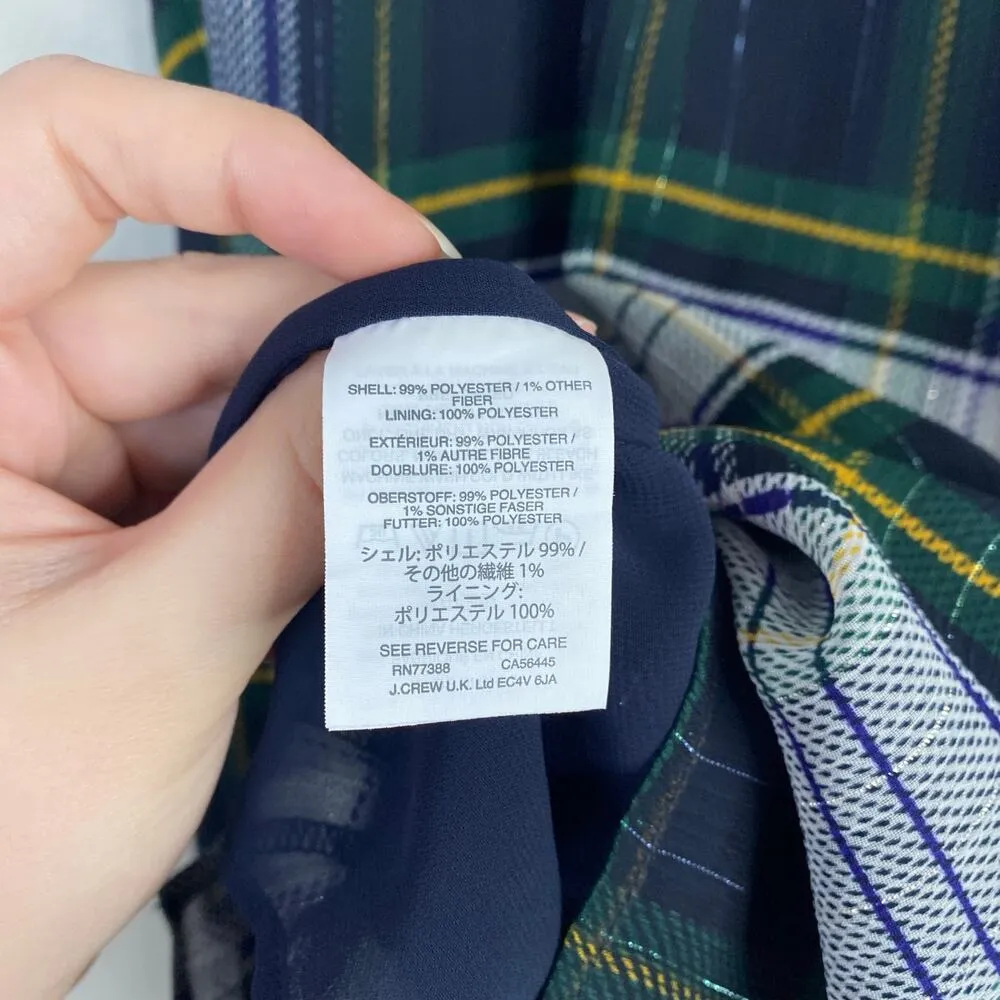 SHELL: 99% POLYESTER / 1% OTHER
FIBER
LINING: 100% POLYESTER
EXTÉRIEUR: 99% POLYESTER /
1% AUTRE FIBRE
DOUBLURE: 100% POLYESTER
OBERSTOFF: 99% POLYESTER /
1% SONSTIGE FASER
FUTTER: 100% POLYESTER
シェル: ポリエステル 99% /
その他の繊維 1%
ライニング:
ポリエステル 100%
SEE REVERSE FOR CARE
RN77388 CA56445
J.CREW U.K. Ltd EC4V 6JA